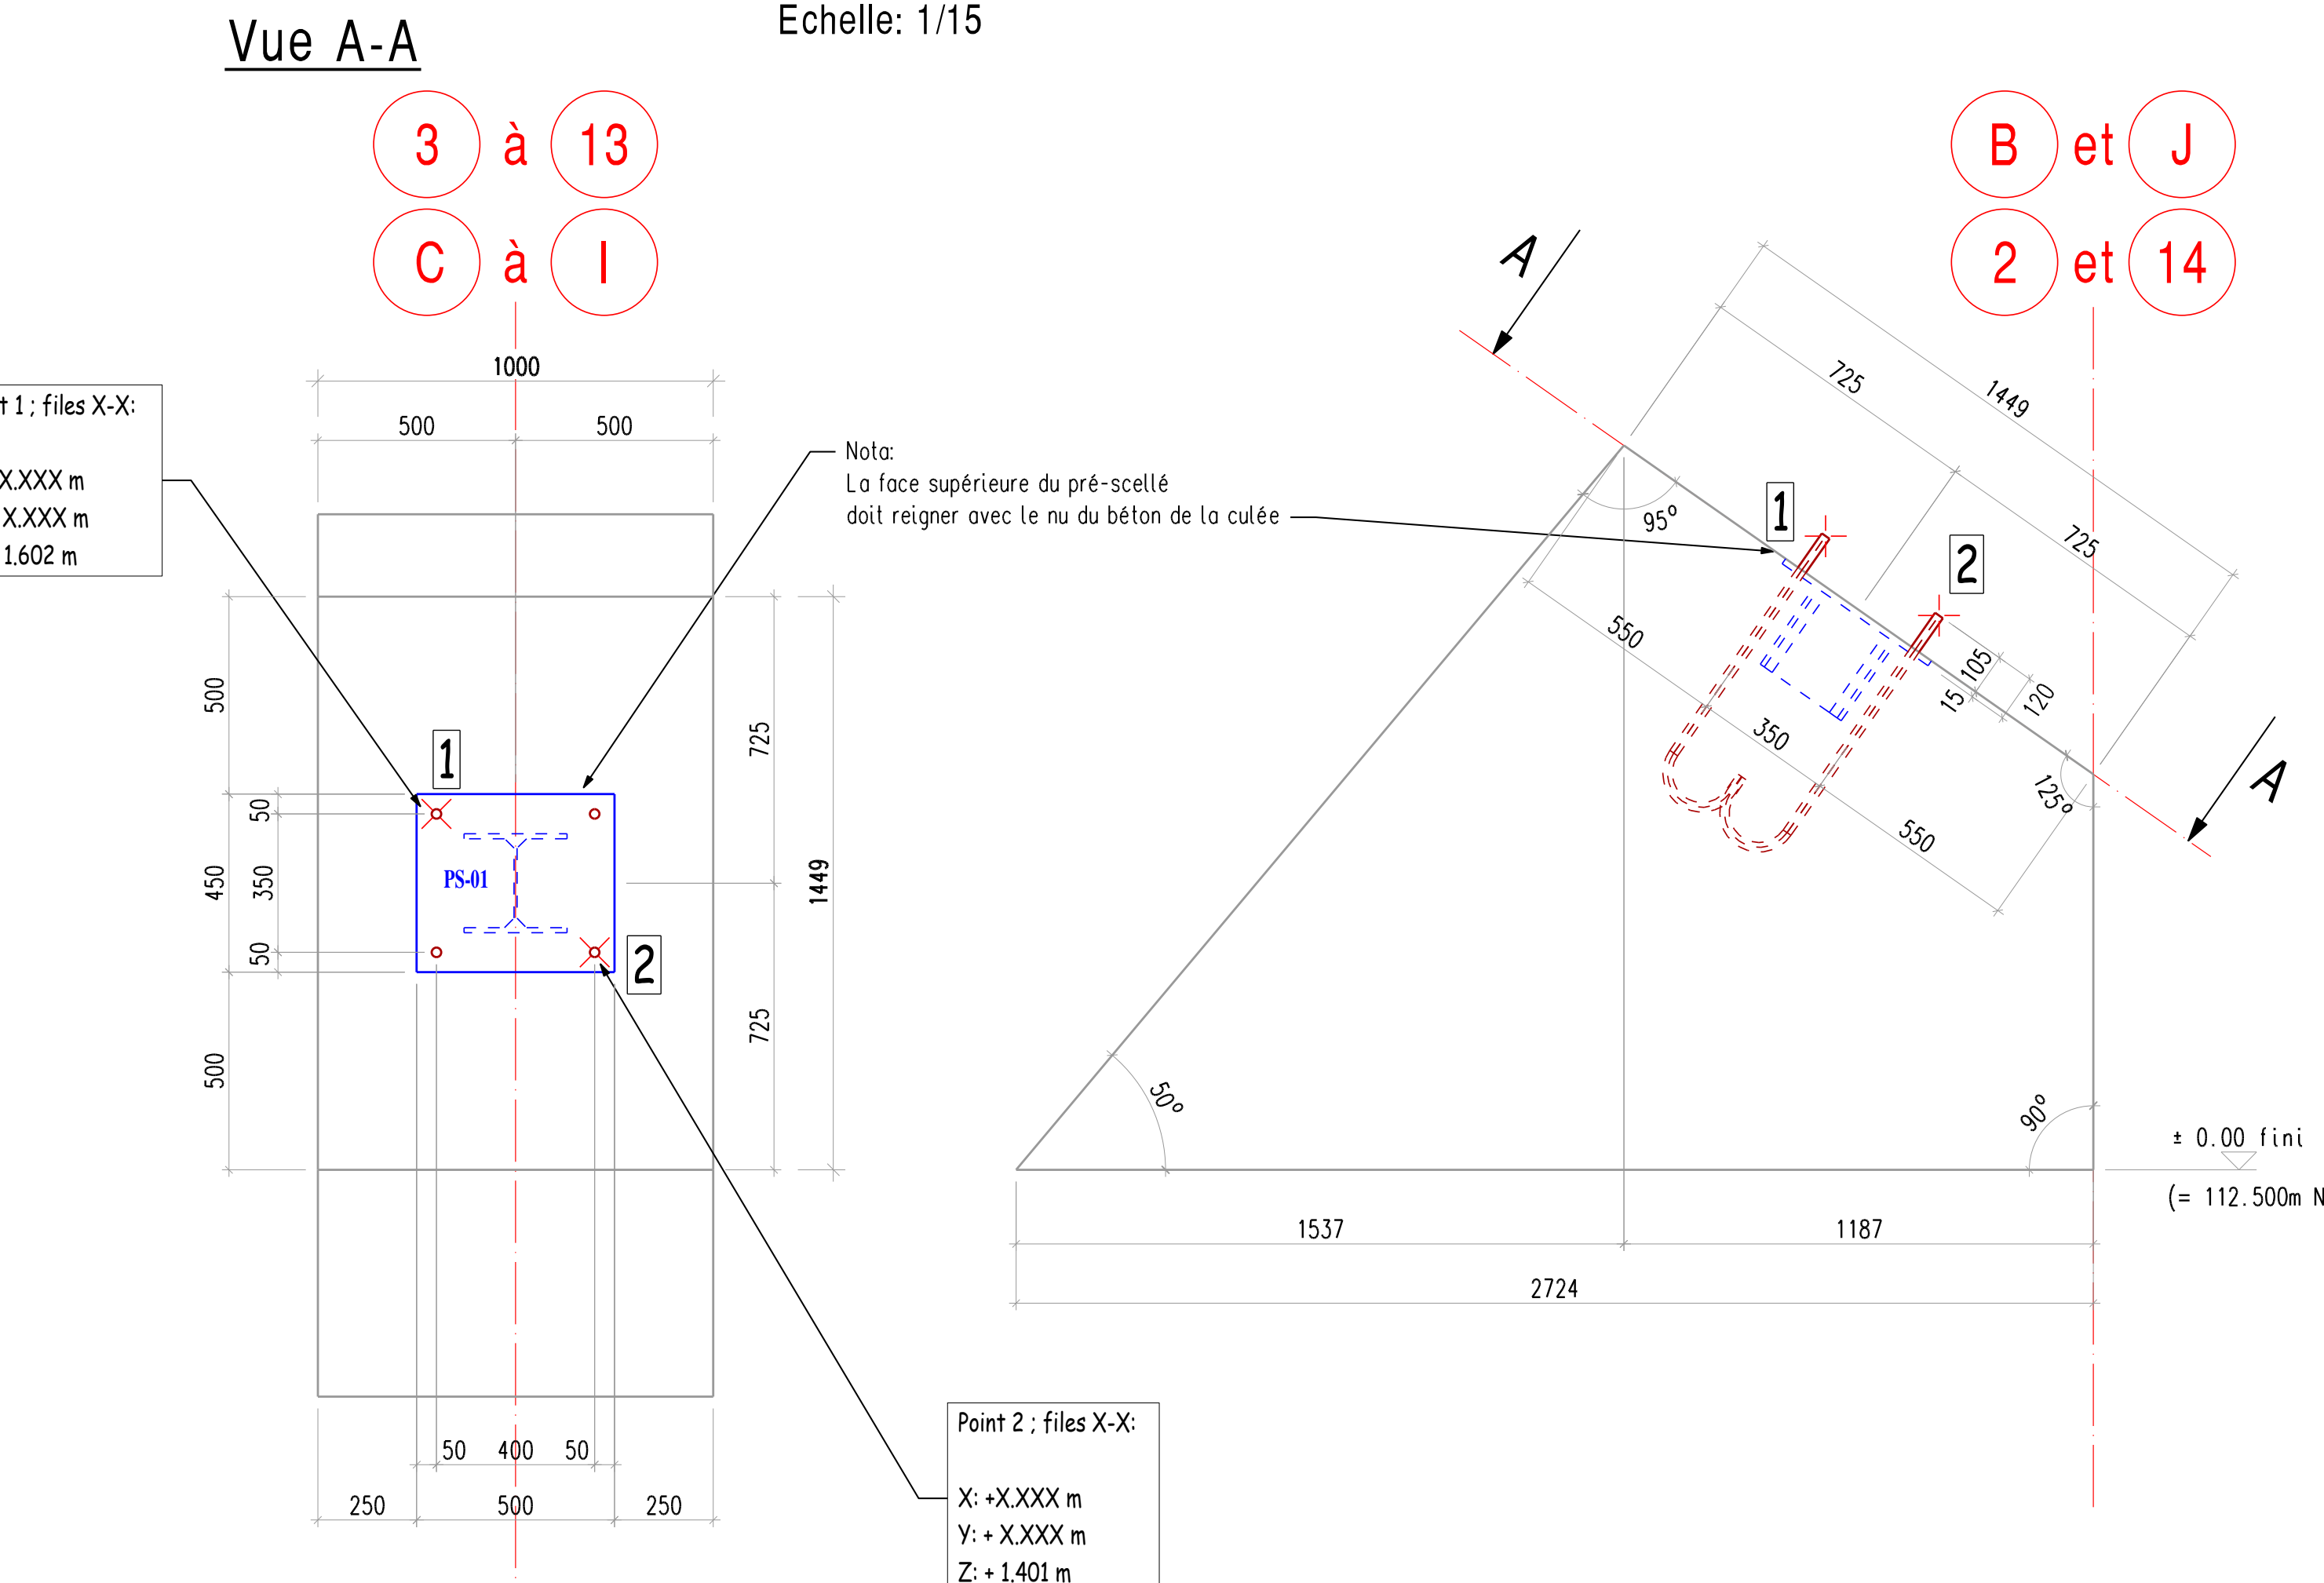 Echelle: 1/15
Vue A-A
3 à 13
C à I
B et J
2 et 14
1000
500 500
t 1 ; files X-X:
X.XXX m
X.XXX m
1.602 m
Nota:
La face supérieure du pré-scellé
doit reigner avec le nu du béton de la culée
500
450
500
50
350
50
725
725
1449
1
2
PS-01
50 400 50
250 500 250
Point 2 ; files X-X:
X: +X.XXX m
Y: + X.XXX m
Z: + 1.401 m
A
A
1449
725
725
95°
1
2
550
350
550
105
15
120
125°
50°
90°
± 0.00 fini
(= 112.500m N
1537 1187
2724